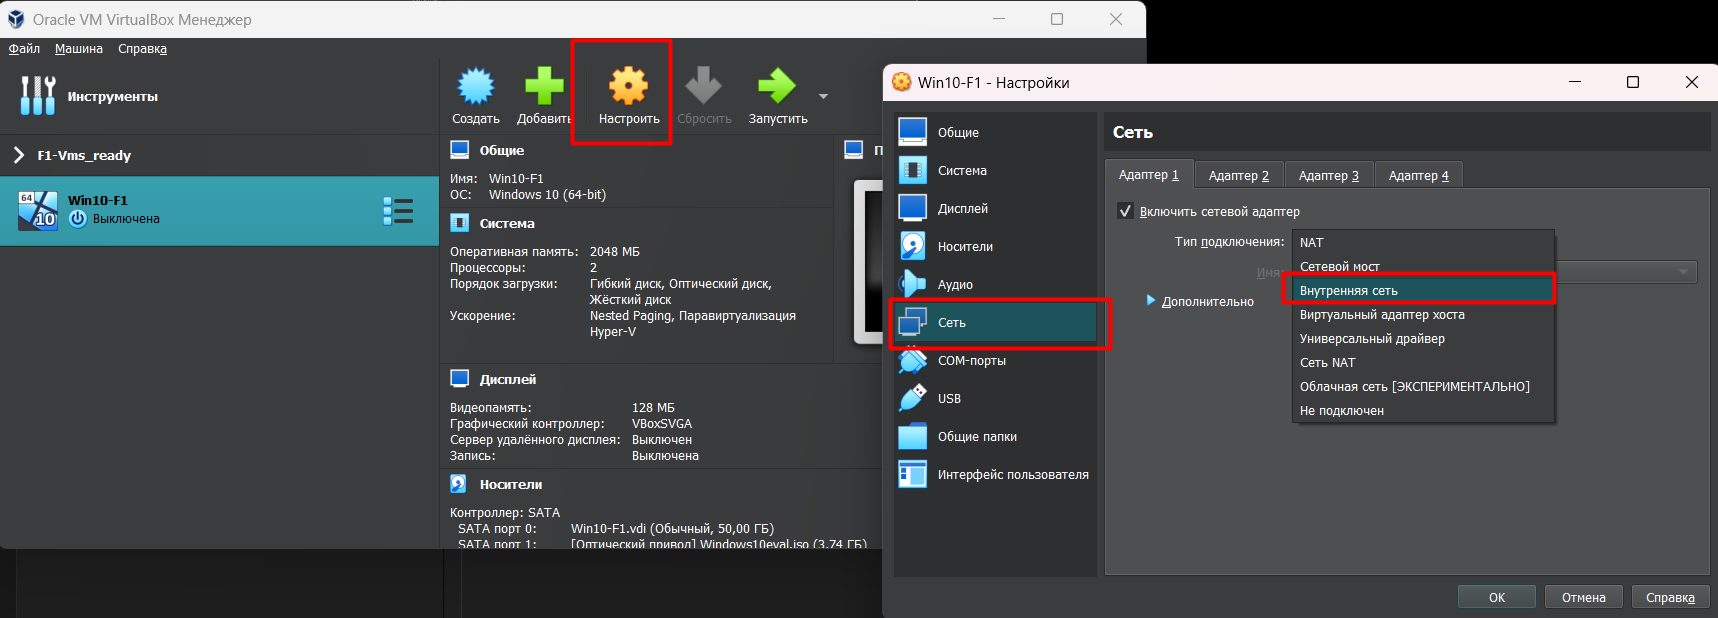 Oracle VM VirtualBox Менеджер
Файл Машина Справка
Инструменты
Создать Добавить Настроить Сбросить Запустить
F1-Vms_ready
64
10
Win10-F1
Выключена
Общие
Имя: Win10-F1
ОС: Windows 10 (64-bit)
Система
Оперативная память: 2048 МБ
Процессоры: 2
Порядок загрузки: Гибкий диск, Оптический диск,
Жёсткий диск
Ускорение: Nested Paging, Паравиртуализация
Hyper-V
Дисплей
Видеопамять: 128 МБ
Графический контроллер: VBoxSVGA
Сервер удалённого дисплея: Выключен
Запись: Выключена
Носители
Контроллер: SATA
SATA порт 0: Win10-F1.vdi (Обычный, 50,00 ГБ)
SATA порт 1: [Оптический привод] Windows10eval.iso (3,74 ГБ)
П
Win10-F1 - Настройки
Общие
Система
Дисплей
Носители
Аудио
Сеть
COM-порты
USB
Общие папки
Интерфейс пользователя
Сеть
Адаптер 1 Адаптер 2 Адаптер 3 Адаптер 4
Включить сетевой адаптер
Тип подключения:
Имя:
Дополнительно
NAT
Сетевой мост
Внутренняя сеть
Виртуальный адаптер хоста
Универсальный драйвер
Сеть NAT
Облачная сеть [ЭКСПЕРИМЕНТАЛЬНО]
Не подключен
OK Отмена Справка